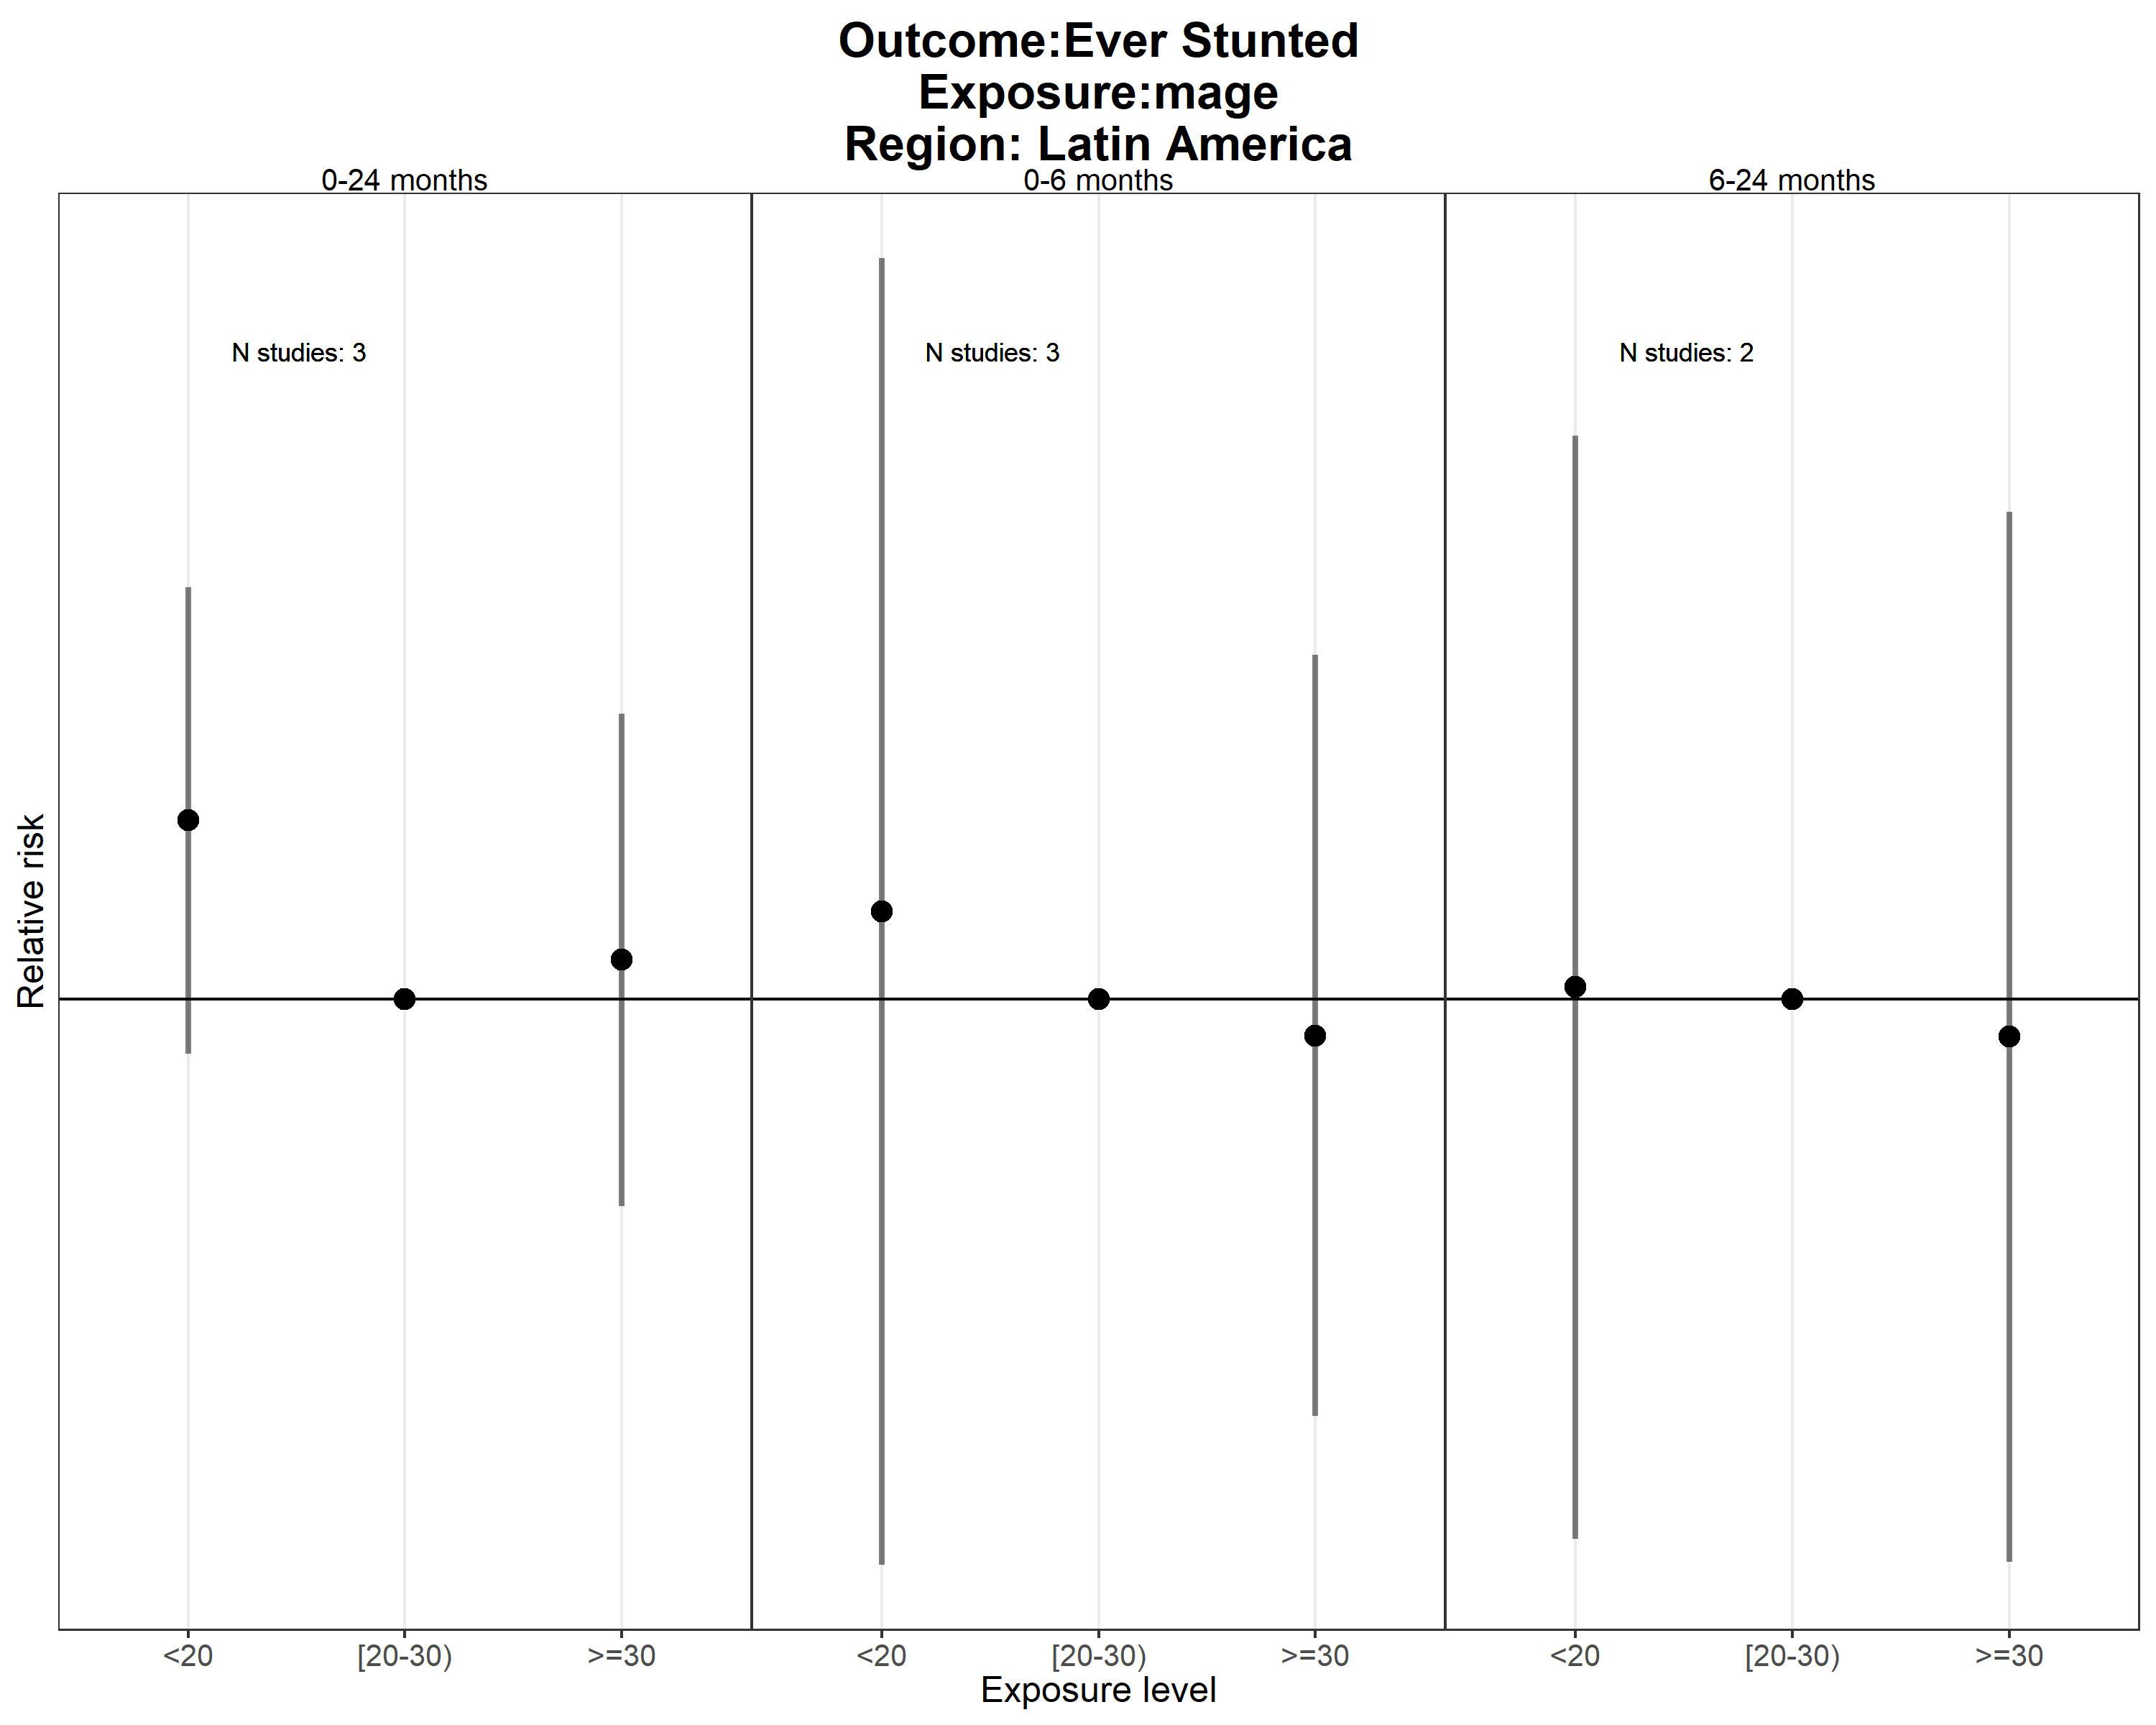 Outcome:Ever Stunted
Exposure:mage
Region: Latin America
0-24 months
0-6 months
6-24 months
N studies: 3
N studies: 3
N studies: 2
Relative risk
<20
[20-30)
>=30
<20
[20-30)
>=30
<20
[20-30)
>=30
Exposure level